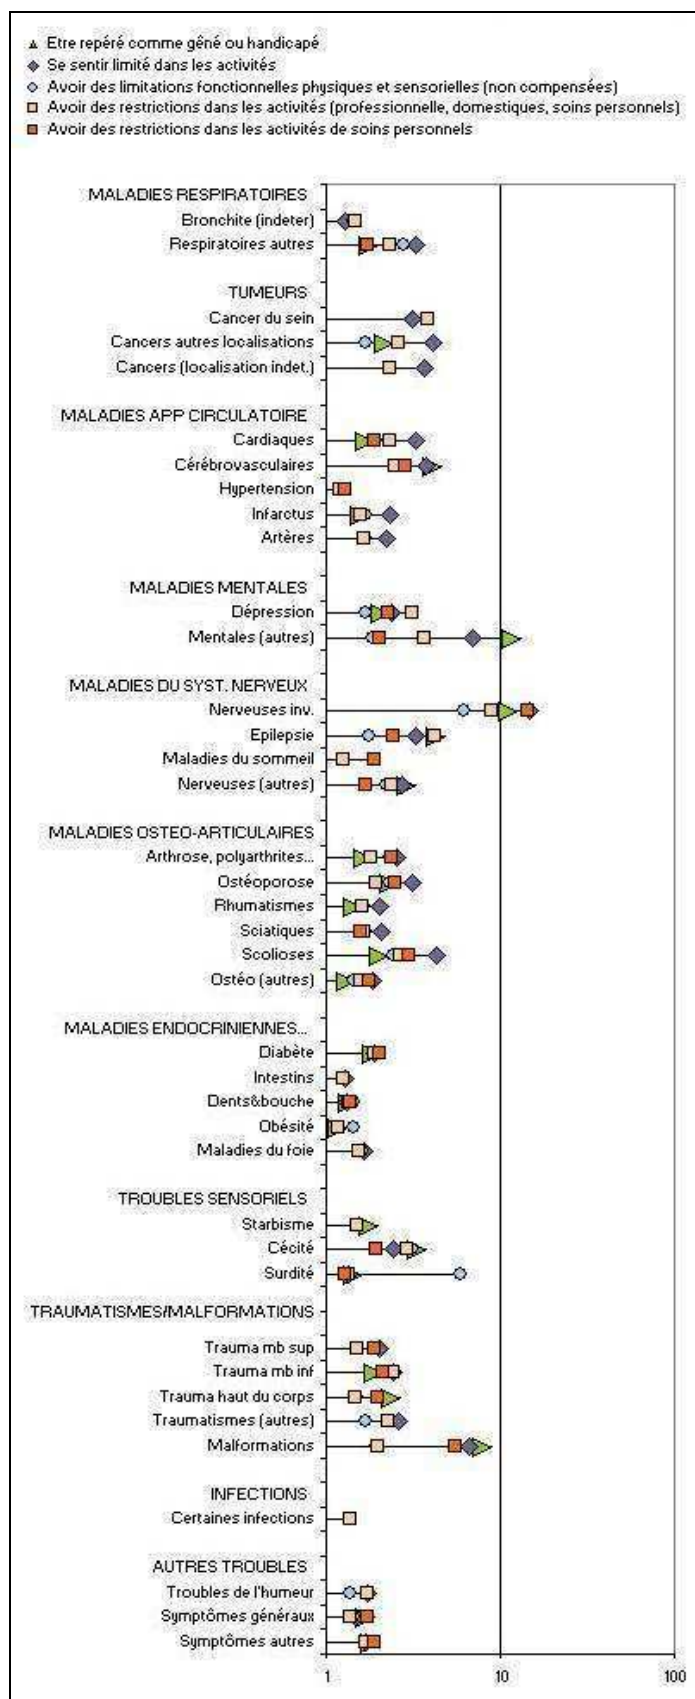 Etre repéré comme gêné ou handicapé
Se sentir limité dans les activités
Avoir des limitations fonctionnelles physiques et sensorielles (non compensées)
Avoir des restrictions dans les activités (professionnelle, domestiques, soins personnels)
Avoir des restrictions dans les activités de soins personnels
MALADIES RESPIRATOIRES
Bronchite (indeter)
Respiratoires autres
TUMEURS
Cancer du sein
Cancers autres localisations
Cancers (localisation indet.)
MALADIES APP CIRCULATOIRE
Cardiaques
Cérébrovasculaires
Hypertension
Infarctus
Artères
MALADIES MENTALES
Dépression
Mentales (autres)
MALADIES DU SYST. NERVEUX
Nerveuses inv.
Epilepsie
Maladies du sommeil
Nerveuses (autres)
MALADIES OSTEO-ARTICULAIRES
Arthrose, polyarthrites...
Ostéoporose
Rhumatismes
Sciatiques
Scolioses
Ostéo (autres)
MALADIES ENDOCRINIENNES...
Diabète
Intestins
Dents&bouche
Obésité
Maladies du foie
TROUBLES SENSORIELS
Starbisme
Cécité
Surdité
TRAUMATISMES/MALFORMATIONS
Trauma mb sup
Trauma mb inf
Trauma haut du corps
Traumatismes (autres)
Malformations
INFECTIONS
Certaines infections
AUTRES TROUBLES
Troubles de l'humeur
Symptômes généraux
Symptômes autres
1 10 100